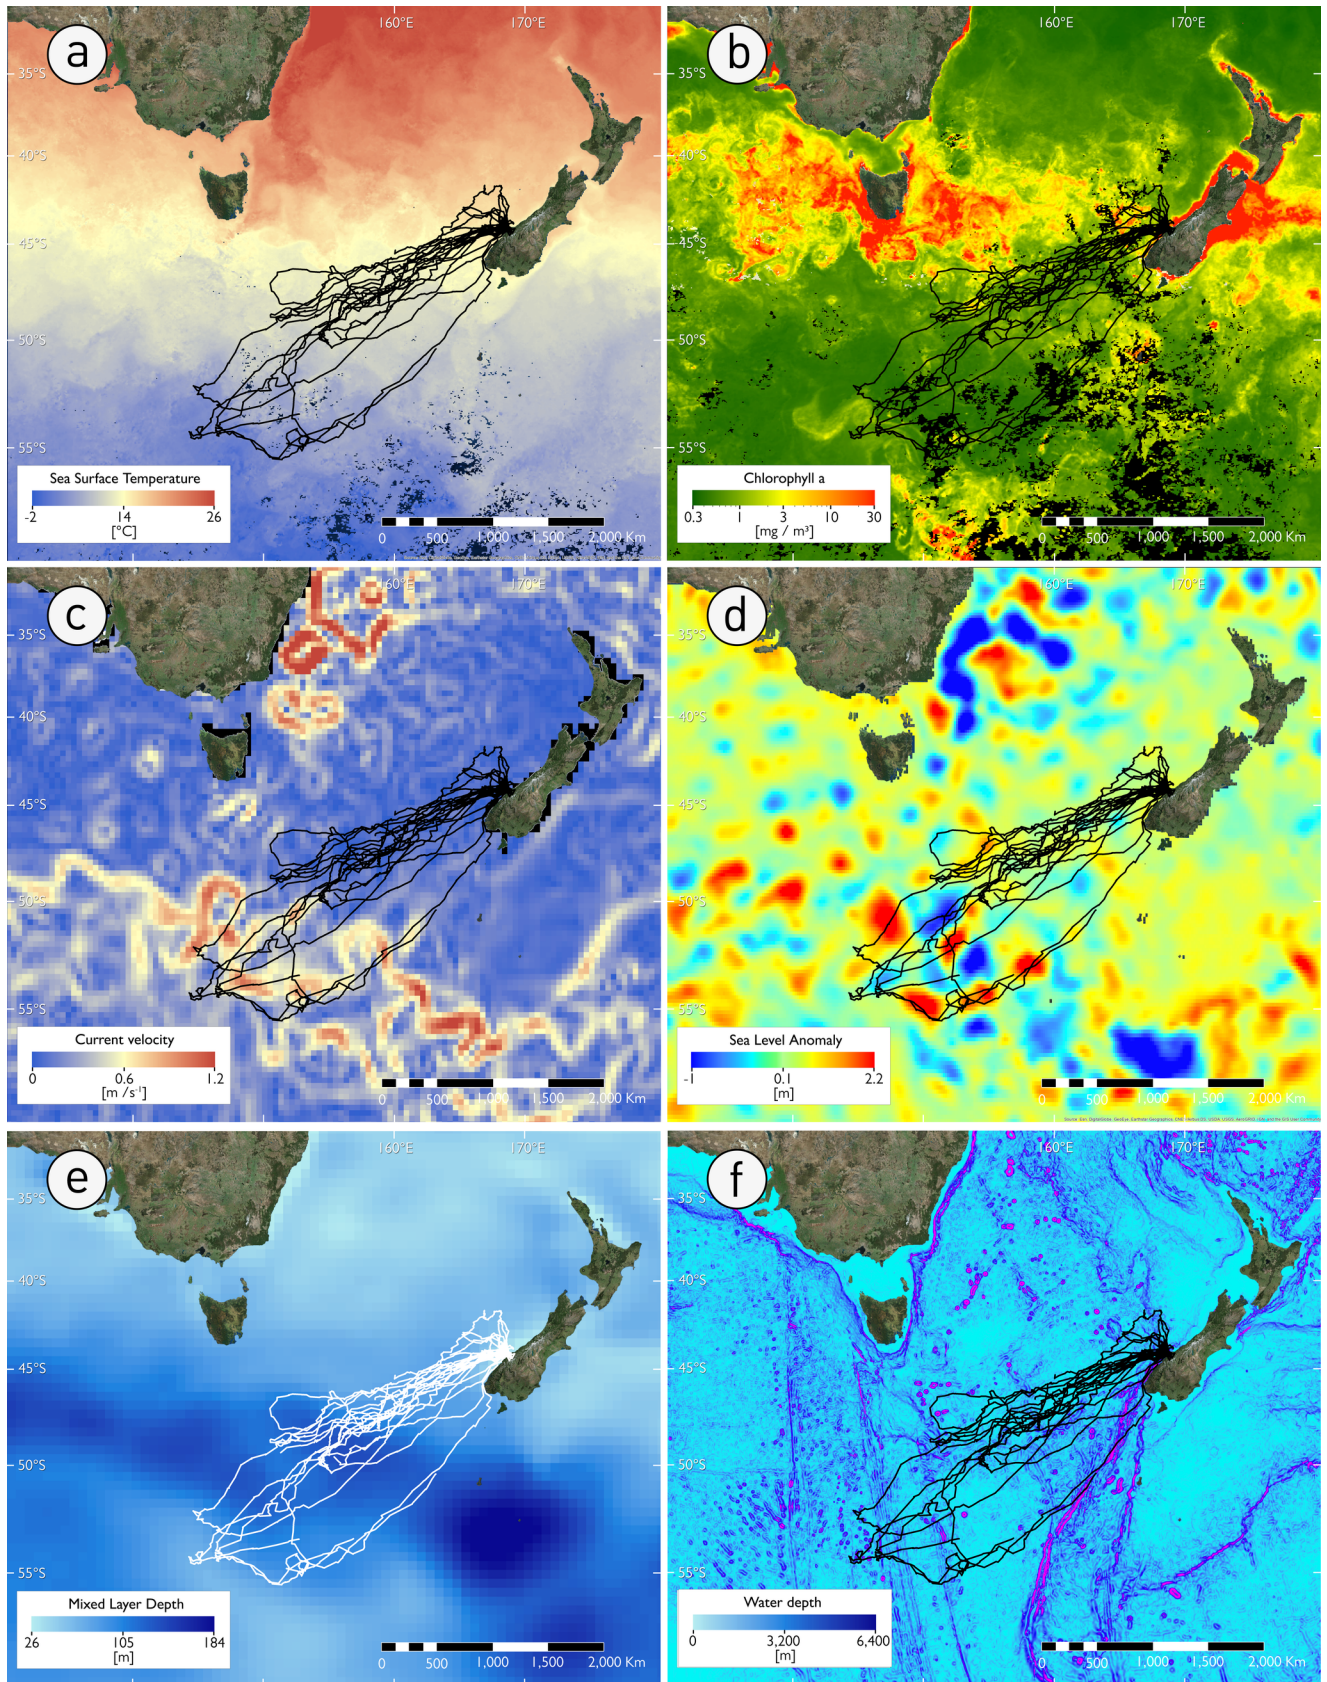 a
160°E
170°E
35°S
40°S
45°S
50°S
55°S
Sea Surface Temperature
-2
14
26
[°C]
0
500
1,000
1,500
2,000 Km
b
160°E
170°E
35°S
40°S
45°S
50°S
55°S
Chlorophyll a
0.3
1
3
10
30
[mg / m³]
0
500
1,000
1,500
2,000 Km
c
160°E
170°E
35°S
40°S
45°S
50°S
55°S
Current velocity
0
0.6
1.2
[m /s⁻¹]
0
500
1,000
1,500
2,000 Km
d
160°E
170°E
35°S
40°S
45°S
50°S
55°S
Sea Level Anomaly
-1
0.1
2.2
[m]
0
500
1,000
1,500
2,000 Km
e
160°E
170°E
35°S
40°S
45°S
50°S
55°S
Mixed Layer Depth
26
105
184
[m]
0
500
1,000
1,500
2,000 Km
f
160°E
170°E
35°S
40°S
45°S
50°S
55°S
Water depth
0
3,200
6,400
[m]
0
500
1,000
1,500
2,000 Km